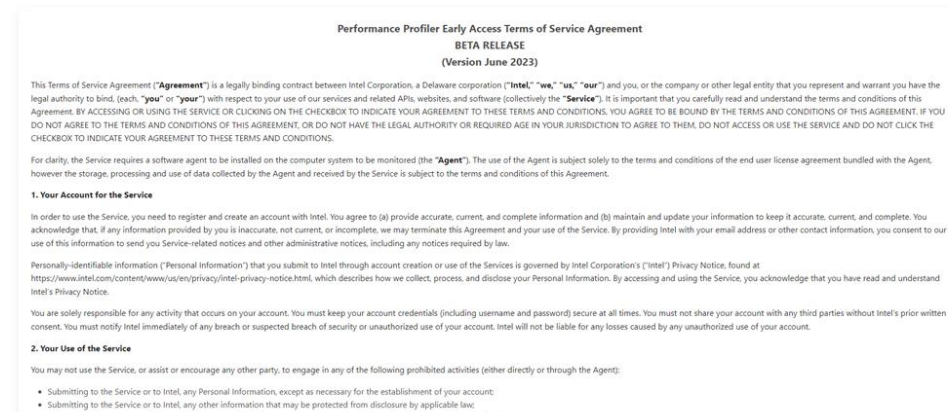 Performance Profiler Early Access Terms of Service Agreement
BETA RELEASE
(Version June 2023)
This Terms of Service Agreement ("Agreement") is a legally binding contract between Intel Corporation, a Delaware corporation ("Intel," "we," "us," "our") and you, or the company or other legal entity that you represent and warrant you have the
legal authority to bind, (each, "you" or "your") with respect to your use of our services and related APIs, websites, and software (collectively the "Service"). It is important that you carefully read and understand the terms and conditions of this
Agreement. BY ACCESSING OR USING THE SERVICE OR CLICKING ON THE CHECKBOX TO INDICATE YOUR AGREEMENT TO THESE TERMS AND CONDITIONS, YOU AGREE TO BE BOUND BY THE TERMS AND CONDITIONS OF THIS AGREEMENT. IF YOU
DO NOT AGREE TO THE TERMS AND CONDITIONS OF THIS AGREEMENT, OR DO NOT HAVE THE LEGAL AUTHORITY OR REQUIRED AGE IN YOUR JURISDICTION TO AGREE TO THEM, DO NOT ACCESS OR USE THE SERVICE AND DO NOT CLICK THE
CHECKBOX TO INDICATE YOUR AGREEMENT TO THESE TERMS AND CONDITIONS.
For clarity, the Service requires a software agent to be installed on the computer system to be monitored (the "Agent"). The use of the Agent is subject solely to the terms and conditions of the end user license agreement bundled with the Agent,
however the storage, processing and use of data collected by the Agent and received by the Service is subject to the terms and conditions of this Agreement.
1. Your Account for the Service
In order to use the Service, you need to register and create an account with Intel. You agree to (a) provide accurate, current, and complete information and (b) maintain and update your information to keep it accurate, current, and complete. You
acknowledge that, if any information provided by you is inaccurate, not current, or incomplete, we may terminate this Agreement and your use of the Service. By providing Intel with your email address or other contact information, you consent to our
use of this information to send you Service-related notices and other administrative notices, including any notices required by law.
Personally-identifiable information ("Personal Information") that you submit to Intel through account creation or use of the Services is governed by Intel Corporation's ("Intel") Privacy Notice, found at
https://www.intel.com/content/www/us/en/privacy/intel-privacy-notice.html, which describes how we collect, process, and disclose your Personal Information. By accessing and using the Service, you acknowledge that you have read and understand
Intel's Privacy Notice.
You are solely responsible for any activity that occurs on your account. You must keep your account credentials (including username and password) secure at all times. You must not share your account with any third parties without Intel's prior written
consent. You must notify Intel immediately of any breach or suspected breach of security or unauthorized use of your account. Intel will not be liable for any losses caused by any unauthorized use of your account.
2. Your Use of the Service
You may not use the Service, or assist or encourage any other party, to engage in any of the following prohibited activities (either directly or through the Agent):
• Submitting to the Service or to Intel, any Personal Information, except as necessary for the establishment of your account;
• Submitting to the Service or to Intel, any other information that may be protected from disclosure by applicable law;